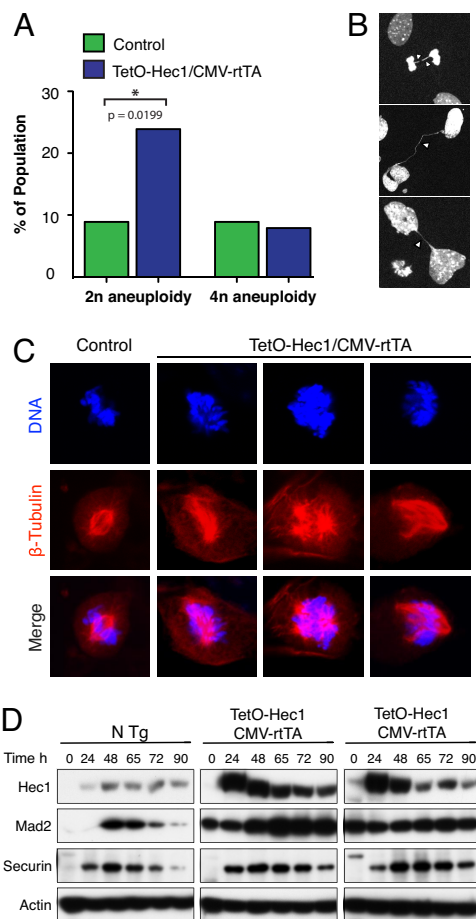 A
Control
TetO-Hec1/CMV-rtTA
*
p = 0.0199
30
20
10
0
% of Population
2n aneuploidy 4n aneuploidy
B
C
Control TetO-Hec1/CMV-rtTA
DNA
β-Tubulin
Merge
D
N Tg TetO-Hec1 CMV-rtTA TetO-Hec1 CMV-rtTA
Time h 0 24 48 65 72 90 0 24 48 65 72 90 0 24 48 65 72 90
Hec1
Mad2
Securin
Actin